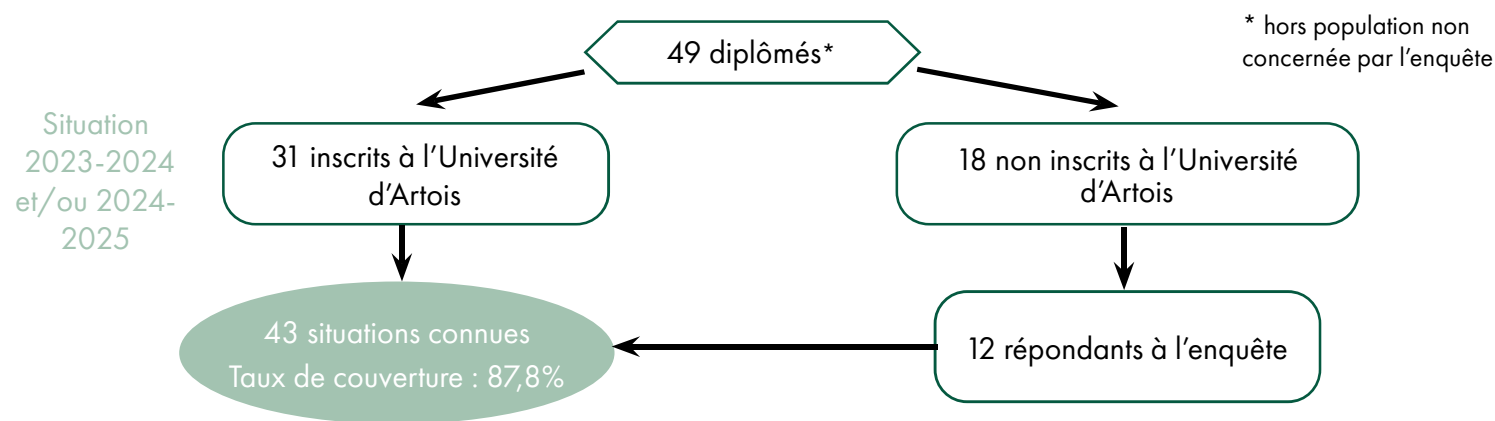 49 diplômés*
* hors population non
concernée par l'enquête
Situation
2023-2024
et/ou 2024-
2025
31 inscrits à l'Université
d'Artois
18 non inscrits à l'Université
d'Artois
43 situations connues
Taux de couverture : 87,8%
12 répondants à l'enquête